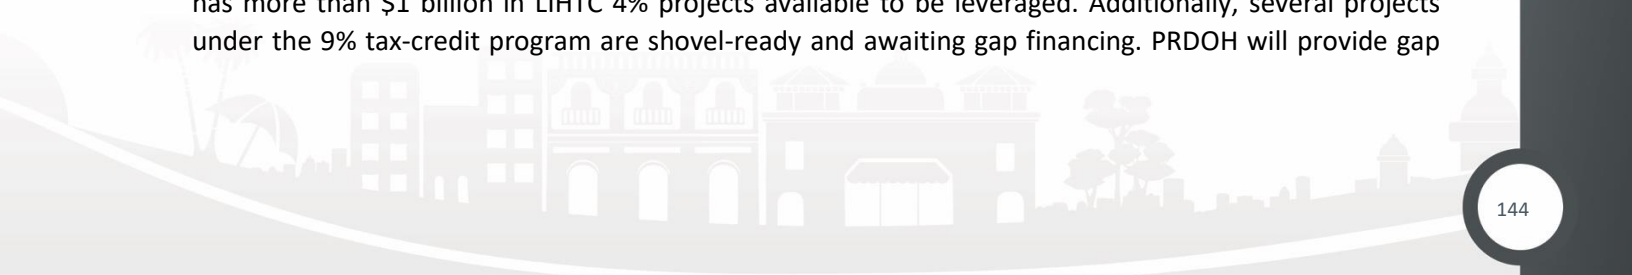 has more than $1 billion in LIHTC 4% projects available to be leveraged. Additionally, several projects
under the 9% tax-credit program are shovel-ready and awaiting gap financing. PRDOH will provide gap
144